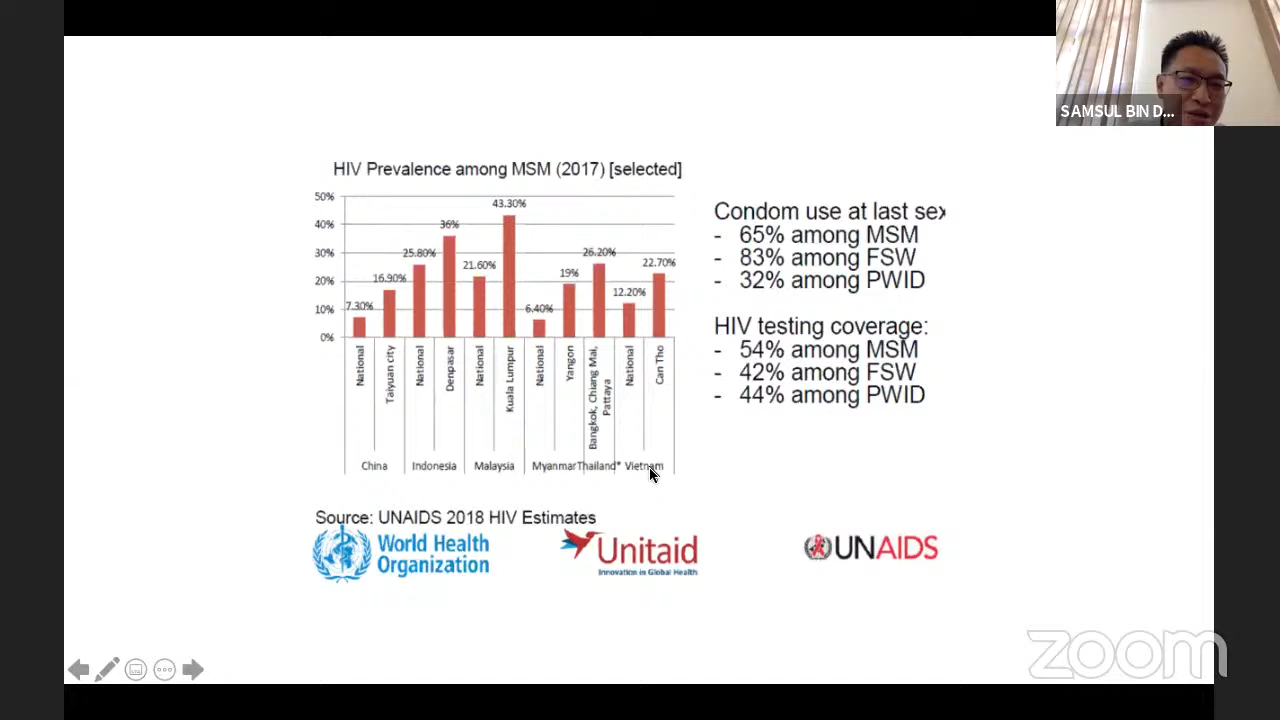 SAMSUL BIN D...
HIV Prevalence among MSM (2017) [selected]
50%
40%
30%
20%
10%
0%
7.30%
16.90%
25.80%
36%
21.60%
43.30%
6.40%
19%
26.20%
12.20%
22.70%
National
Taiyuan city
National
Denpasar
National
Kuala Lumpur
National
Yangon
Bangkok, Chiang Mai,
Pattaya
National
Can Tho
China
Indonesia
Malaysia
Myanmar
Thailand*
Vietnam
Condom use at last sex
- 65% among MSM
- 83% among FSW
- 32% among PWID
HIV testing coverage:
- 54% among MSM
- 42% among FSW
- 44% among PWID
Source: UNAIDS 2018 HIV Estimates
World Health
Organization
Unitaid
Innovation in Global Health
UNAIDS
zoom